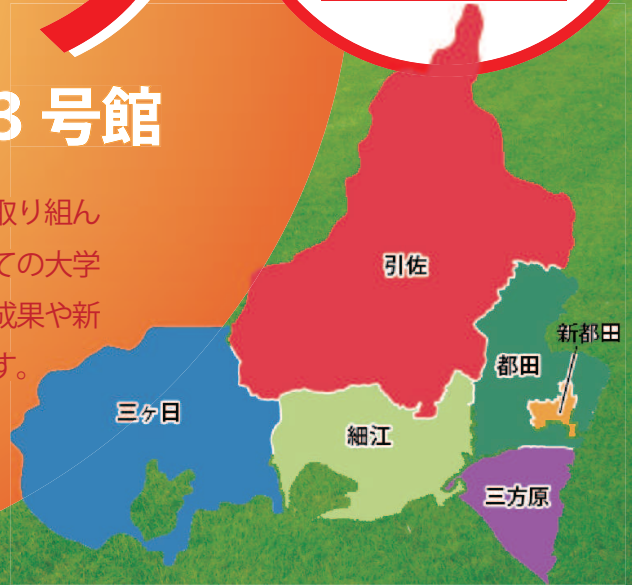 3号館
取り組ん
ての大学
成果や新
す。
引佐
新都田
都田
三ヶ日
細江
三方原